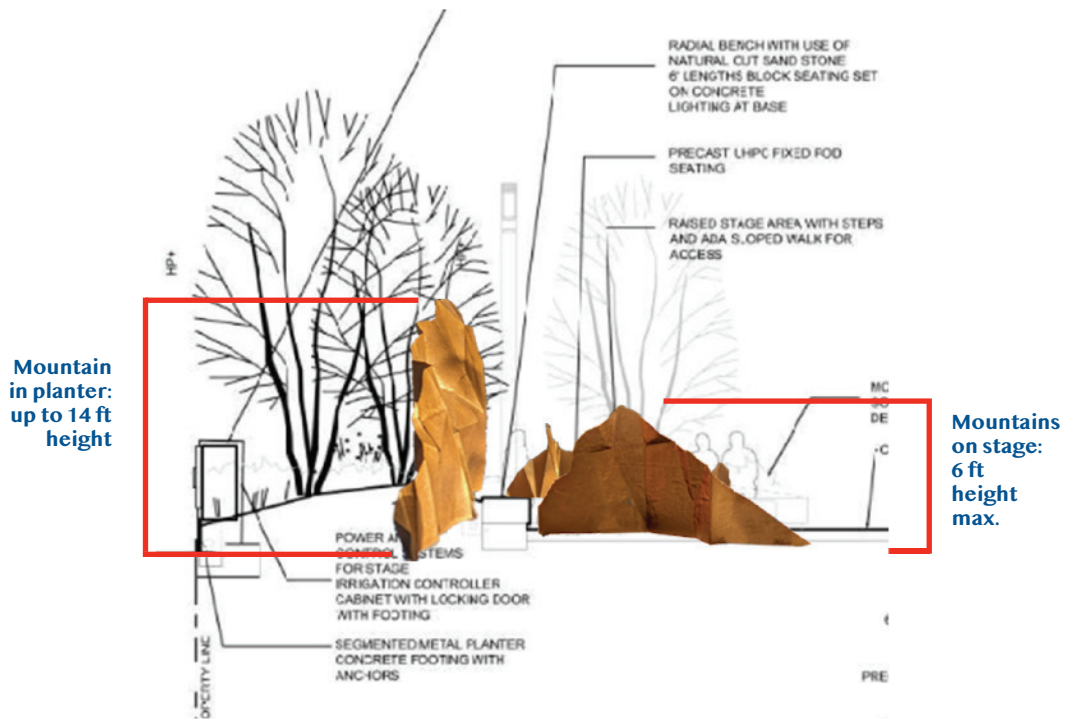 RADIAL BENCH WITH USE OF
NATURAL CUT SAND STONE
6' LENGTHS BLOCK SEATING SET
ON CONCRETE
LIGHTING AT BASE
PRECAST UHPC FIXED POD
SEATING
RAISED STAGE AREA WITH STEPS
AND ADA SLOPED WALK FOR
ACCESS
HP+
Mountain
in planter:
up to 14 ft
height
Mountains
on stage:
6 ft
height
max.
POWER
CONTROL SYSTEMS
FOR STAGE
IRRIGATION CONTROLLER
CABINET WITH LOCKING DOOR
WITH FOOTING
SEGMENTED METAL PLANTER
CONCRETE FOOTING WITH
ANCHORS
OPERTY LINE
PRE